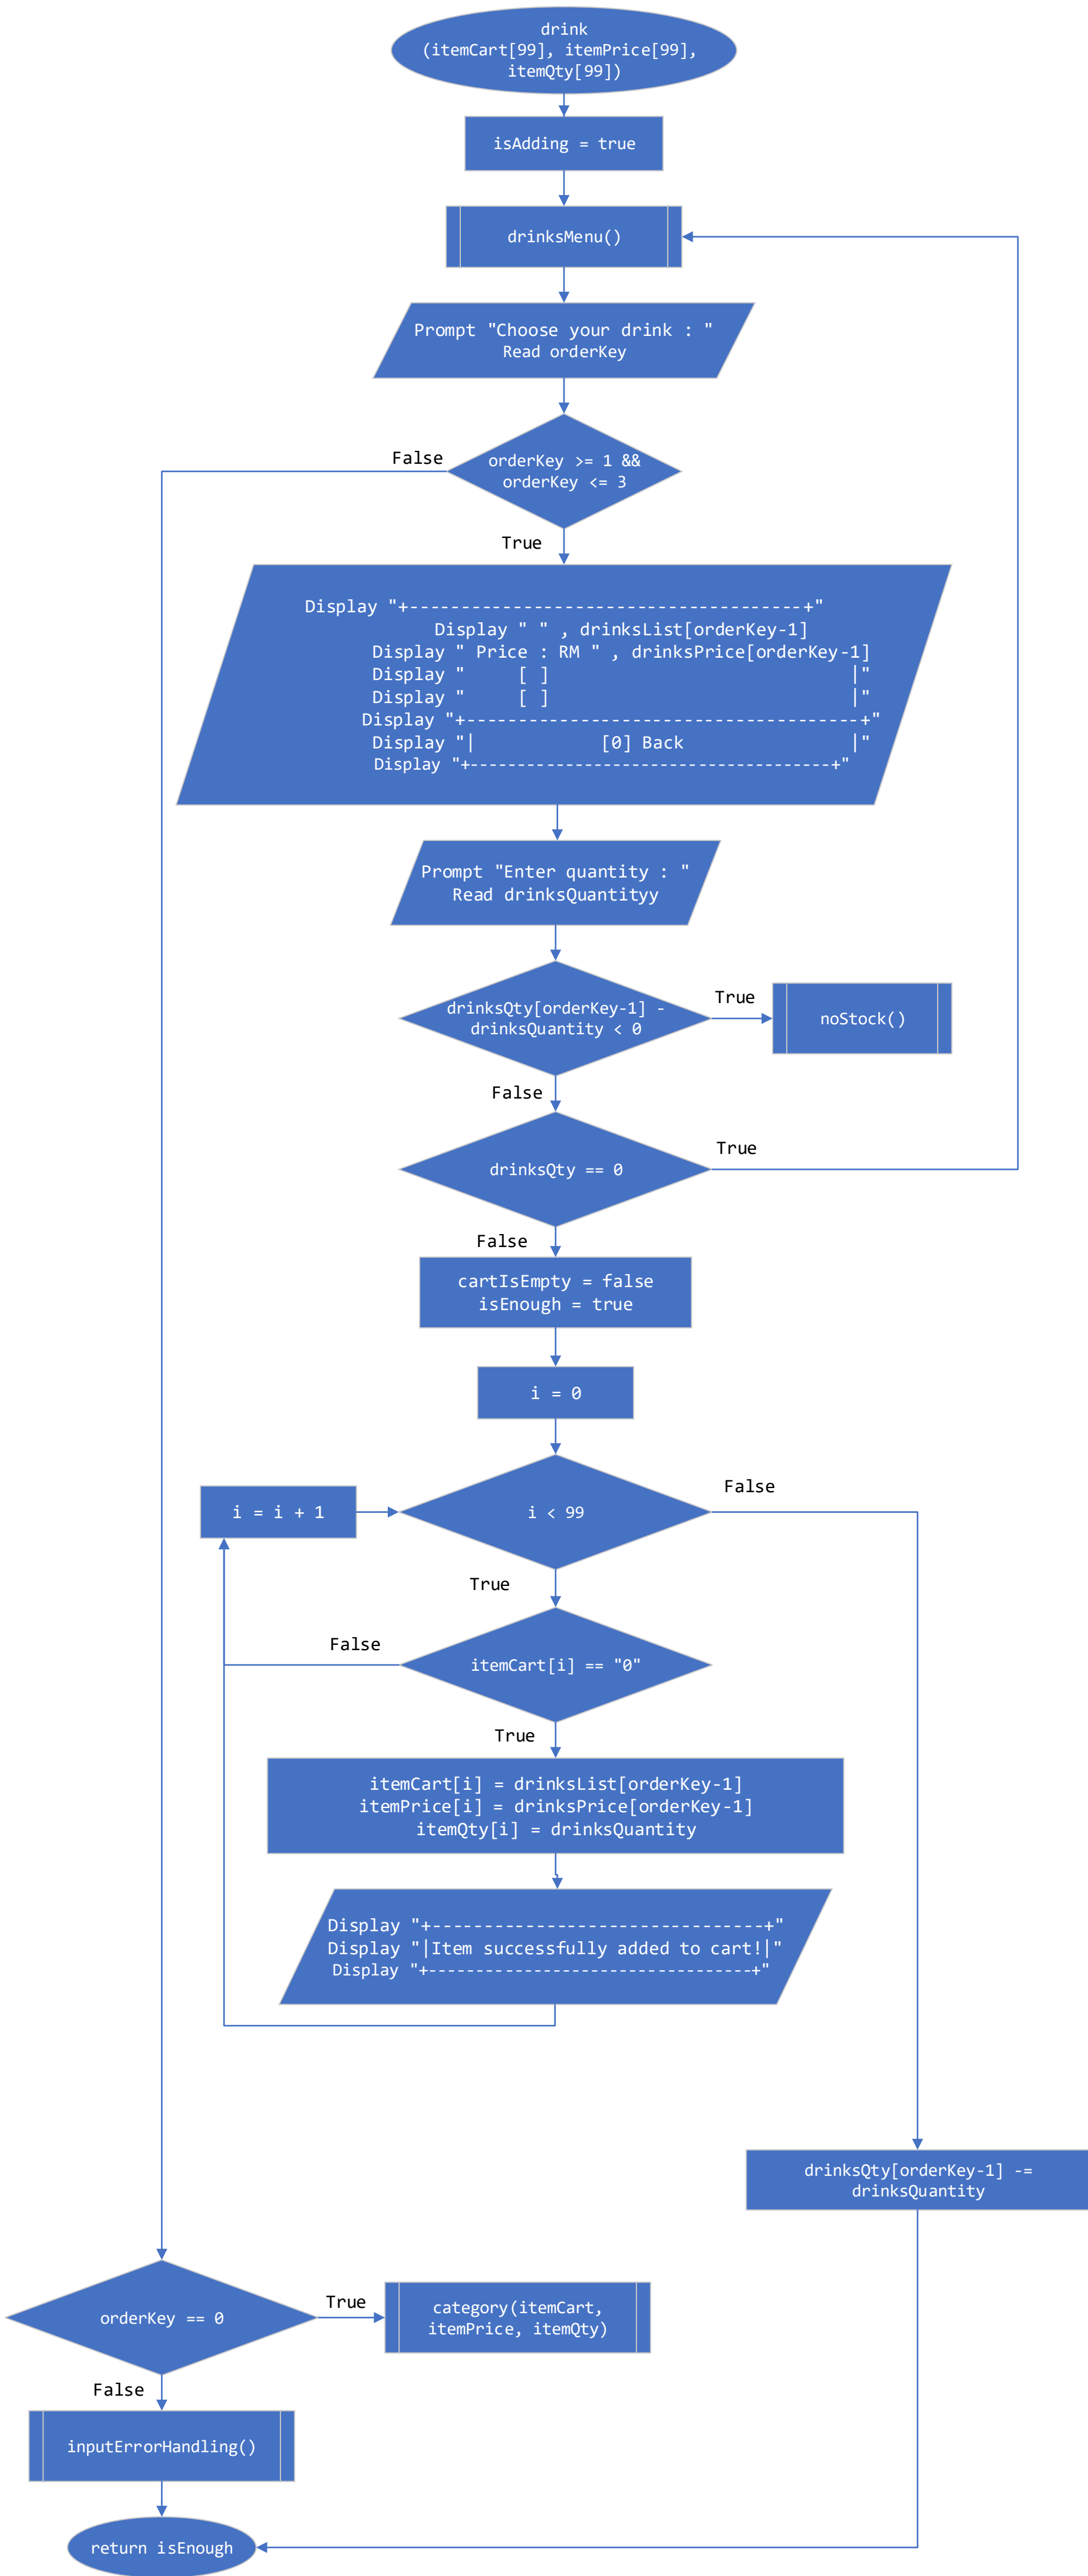 drink
(itemCart[99], itemPrice[99],
itemQty[99])
isAdding = true
drinksMenu()
Prompt "Choose your drink : "
Read orderKey
False
orderKey >= 1 &&
orderKey <= 3
True
Display "+--------------------------------------+"
Display " " , drinksList[orderKey-1]
Display " Price : RM " , drinksPrice[orderKey-1]
Display "     [ ]                             |"
Display "     [ ]                             |"
Display "+--------------------------------------+"
Display "|            [0] Back                |"
Display "+--------------------------------------+"
Prompt "Enter quantity : "
Read drinksQuantityy
drinksQty[orderKey-1] -
drinksQuantity < 0
True
noStock()
False
drinksQty == 0
True
False
cartIsEmpty = false
isEnough = true
i = 0
i = i + 1
i < 99
False
True
False
itemCart[i] == "0"
True
itemCart[i] = drinksList[orderKey-1]
itemPrice[i] = drinksPrice[orderKey-1]
itemQty[i] = drinksQuantity
Display "+--------------------------------+"
Display "|Item successfully added to cart!|"
Display "+----------------------------------+"
drinksQty[orderKey-1] -=
drinksQuantity
orderKey == 0
True
category(itemCart,
itemPrice, itemQty)
False
inputErrorHandling()
return isEnough